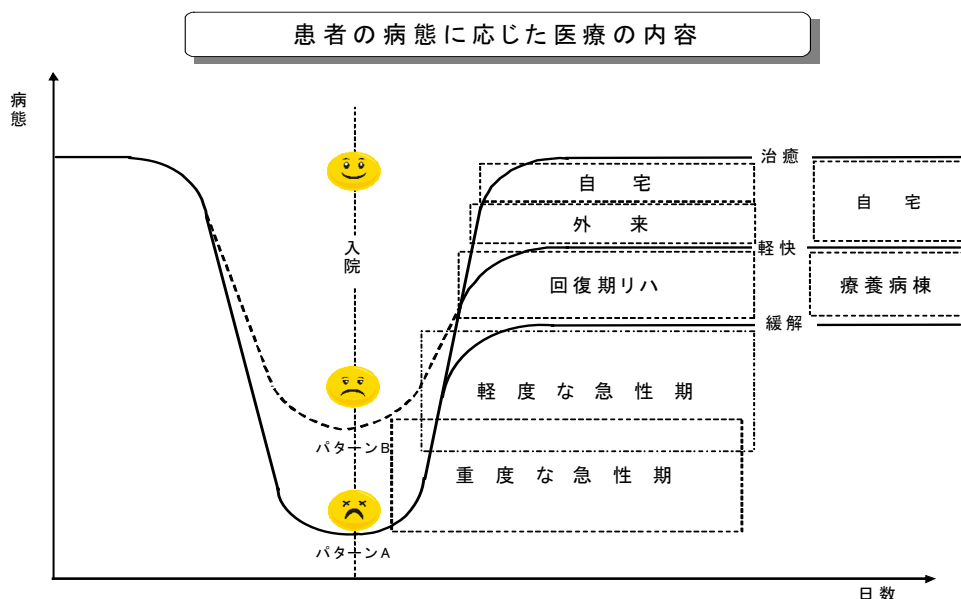 患者の病態に応じた医療の内容
病態
治癒
自宅
自宅
外来
入院
軽快
回復期リハ
療養病棟
緩解
軽度な急性期
パターンB
重度な急性期
パターンA
日数